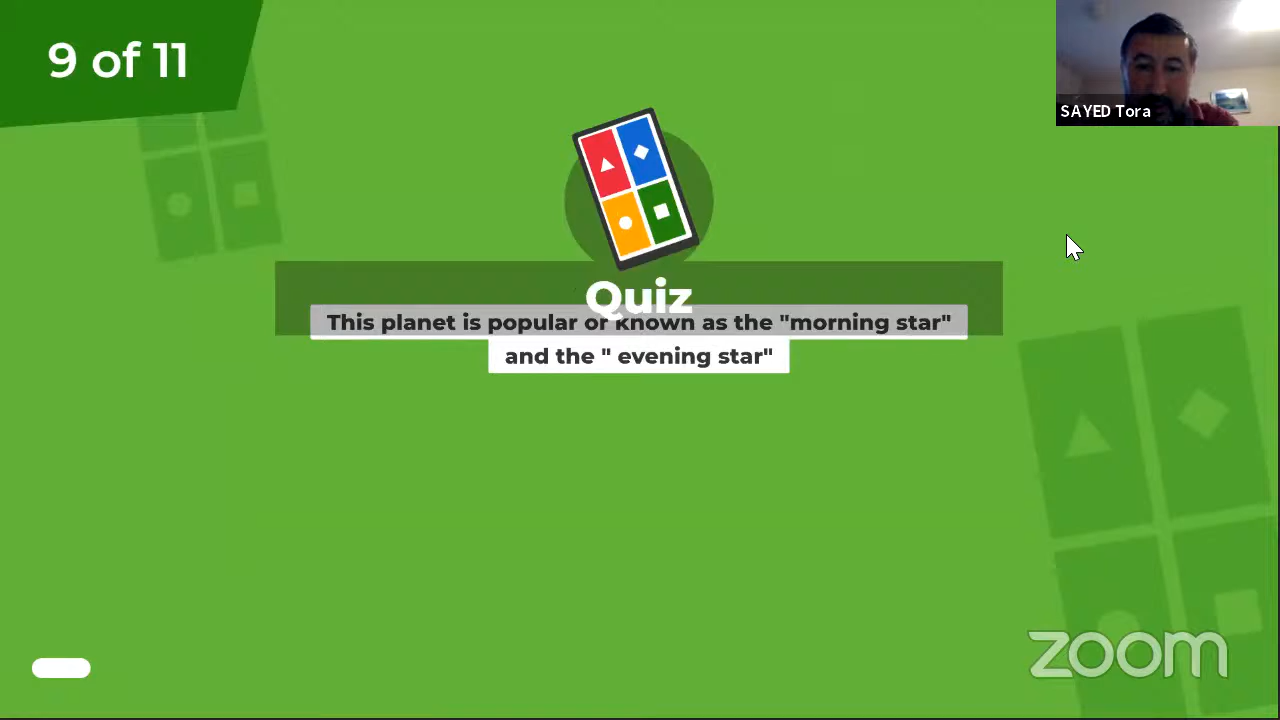 9 of 11
SAYED Tora
Quiz
This planet is popular or known as the "morning star"
and the " evening star"
zoom